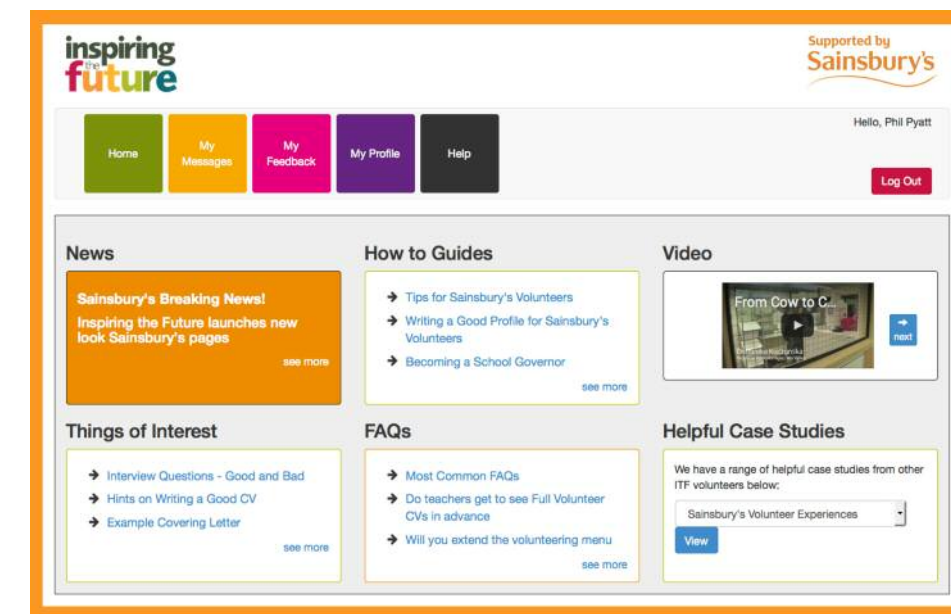 inspiring
the
future
Supported by
Sainsbury's
Hello, Phil Pyatt
Home
My
Messages
My
Feedback
My Profile
Help
Log Out
News
Sainsbury's Breaking News!
Inspiring the Future launches new
look Sainsbury's pages
see more
How to Guides
Tips for Sainsbury's Volunteers
Writing a Good Profile for Sainsbury's
Volunteers
Becoming a School Governor
see more
Video
From Cow to C...
next
Things of Interest
Interview Questions - Good and Bad
Hints on Writing a Good CV
Example Covering Letter
see more
FAQs
Most Common FAQs
Do teachers get to see Full Volunteer
CVs in advance
Will you extend the volunteering menu
see more
Helpful Case Studies
We have a range of helpful case studies from other
ITF volunteers below:
Sainsbury's Volunteer Experiences
View